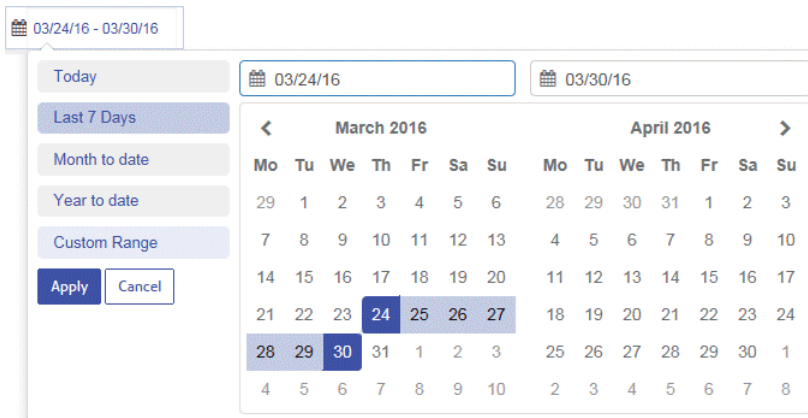 03/24/16 - 03/30/16
Today
Last 7 Days
Month to date
Year to date
Custom Range
Apply Cancel
03/24/16 03/30/16
March 2016
Mo Tu We Th Fr Sa Su
29 1 2 3 4 5 6
7 8 9 10 11 12 13
14 15 16 17 18 19 20
21 22 23 24 25 26 27
28 29 30 31 1 2 3
4 5 6 7 8 9 10
April 2016
Mo Tu We Th Fr Sa Su
28 29 30 31 1 2 3
4 5 6 7 8 9 10
11 12 13 14 15 16 17
18 19 20 21 22 23 24
25 26 27 28 29 30 1
2 3 4 5 6 7 8